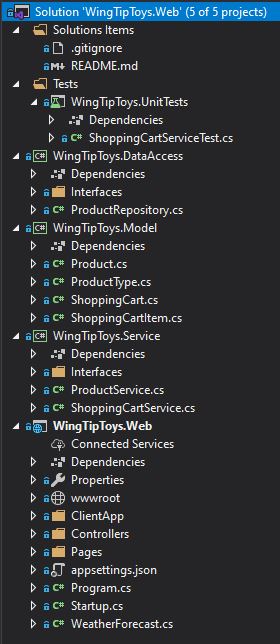 Solution 'WingTipToys.Web' (5 of 5 projects)
Solutions Items
.gitignore
README.md
Tests
WingTipToys.UnitTests
Dependencies
ShoppingCartServiceTest.cs
WingTipToys.DataAccess
Dependencies
Interfaces
ProductRepository.cs
WingTipToys.Model
Dependencies
Product.cs
ProductType.cs
ShoppingCart.cs
ShoppingCartItem.cs
WingTipToys.Service
Dependencies
Interfaces
ProductService.cs
ShoppingCartService.cs
WingTipToys.Web
Connected Services
Dependencies
Properties
wwwroot
ClientApp
Controllers
Pages
appsettings.json
Program.cs
Startup.cs
WeatherForecast.cs